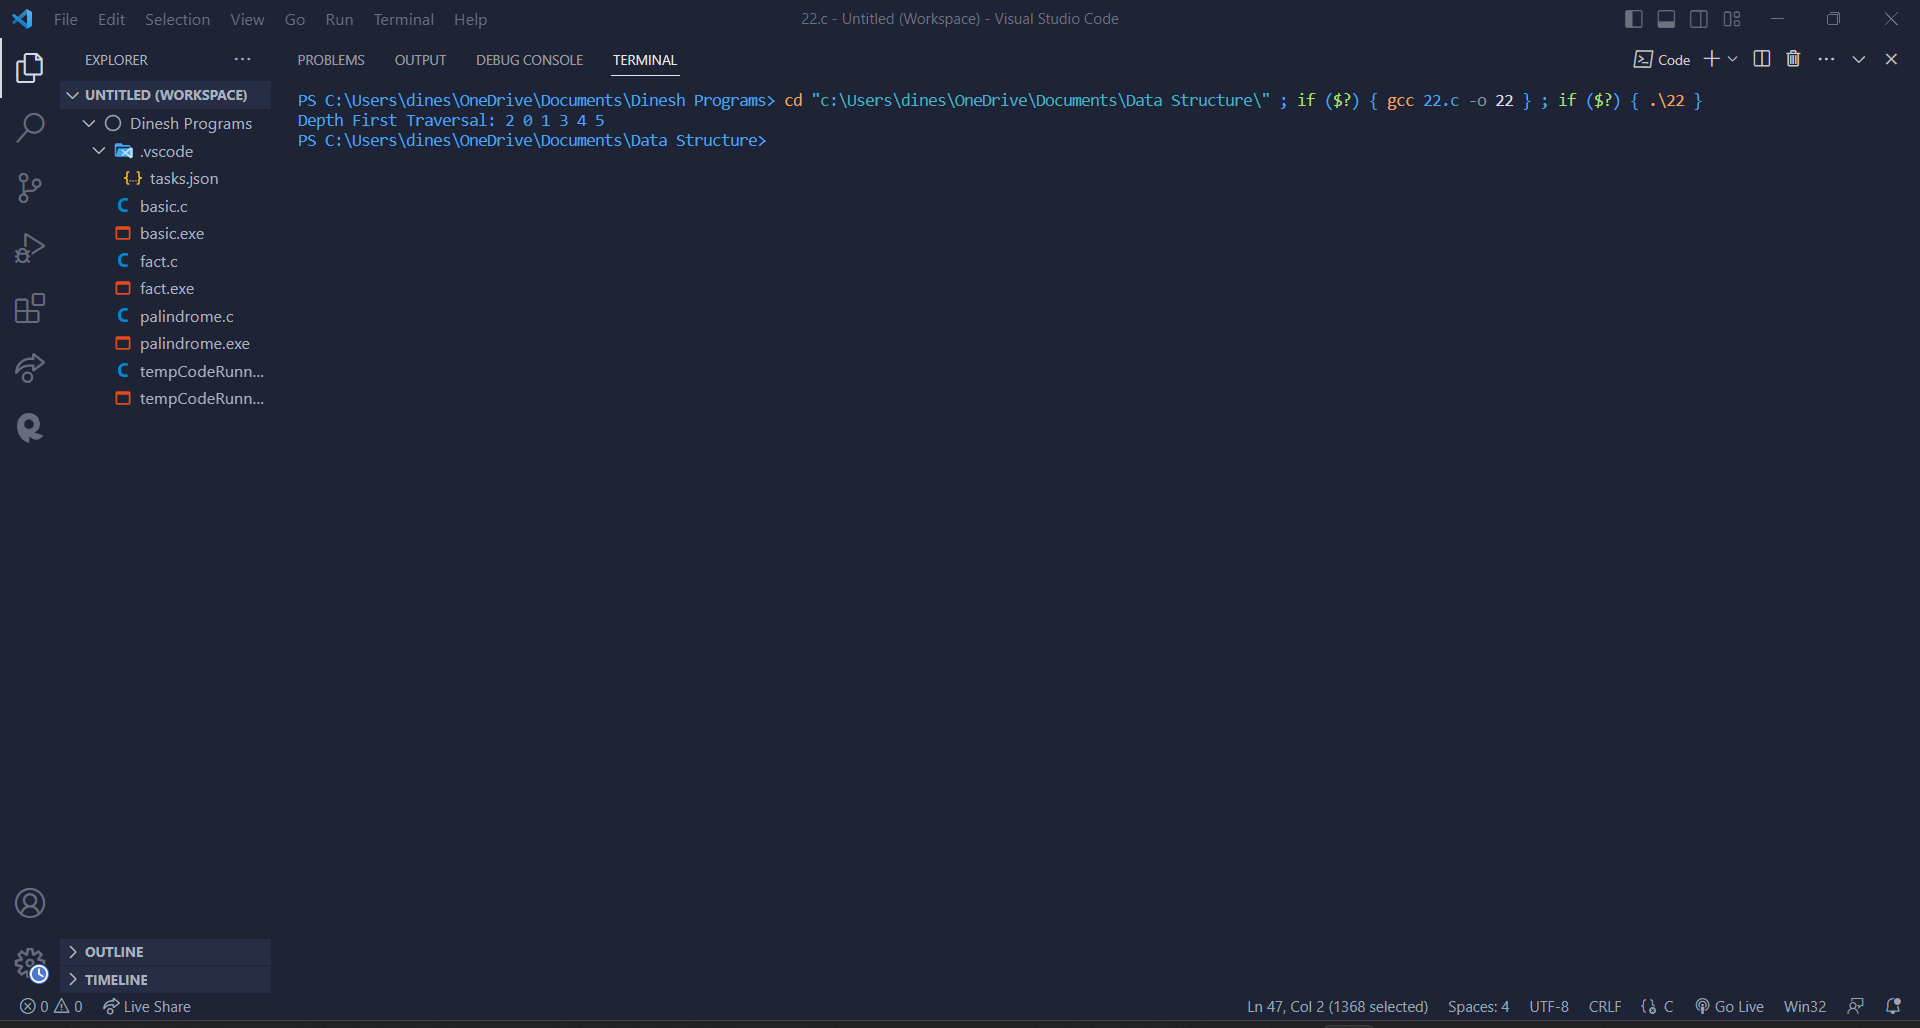 File Edit Selection View Go Run Terminal Help
22.c - Untitled (Workspace) - Visual Studio Code
EXPLORER
UNTITLED (WORKSPACE)
Dinesh Programs
.vscode
tasks.json
basic.c
basic.exe
fact.c
fact.exe
palindrome.c
palindrome.exe
tempCodeRunn...
tempCodeRunn...
OUTLINE
TIMELINE
PROBLEMS OUTPUT DEBUG CONSOLE TERMINAL
Code
PS C:\Users\dines\OneDrive\Documents\Dinesh Programs> cd "c:\Users\dines\OneDrive\Documents\Data Structure\" ; if ($?) { gcc 22.c -o 22 } ; if ($?) { .\22 }
Depth First Traversal: 2 0 1 3 4 5
PS C:\Users\dines\OneDrive\Documents\Data Structure>
0 0 Live Share
Ln 47, Col 2 (1368 selected) Spaces: 4 UTF-8 CRLF C Go Live Win32